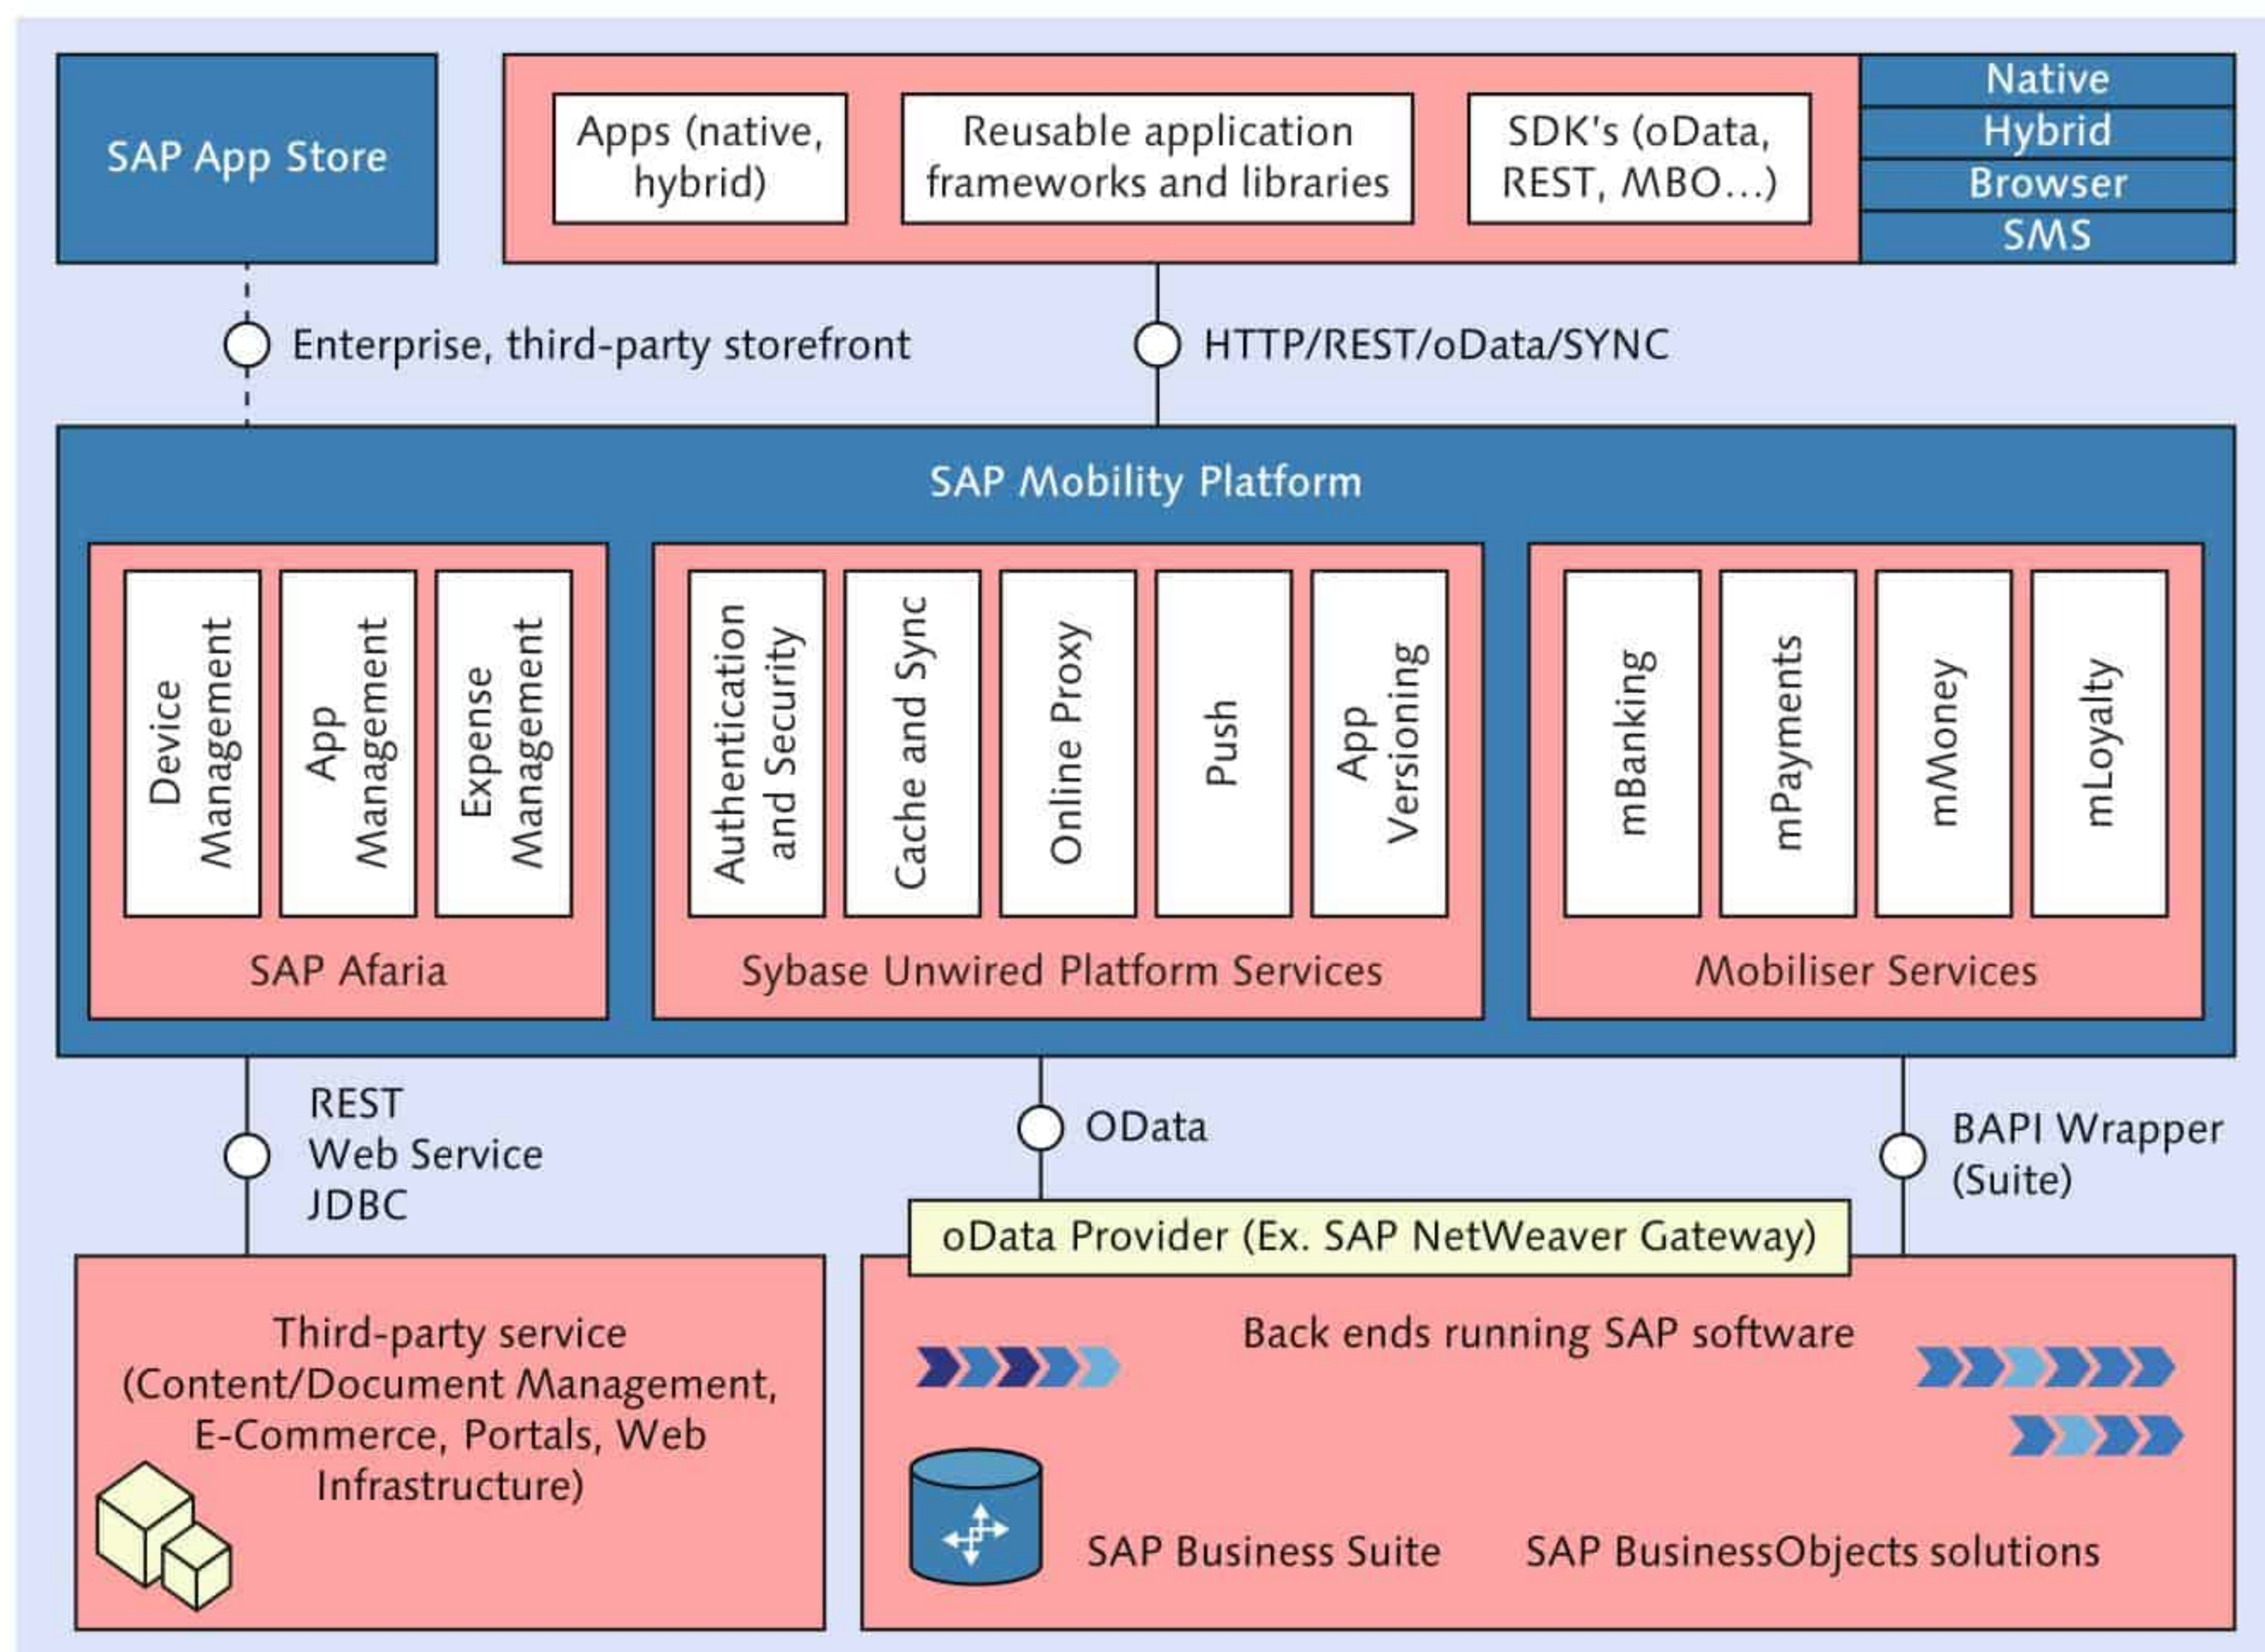 SAP App Store
Apps (native,
hybrid)
Reusable application
frameworks and libraries
SDK's (oData,
REST, MBO...)
Native
Hybrid
Browser
SMS
Enterprise, third-party storefront
HTTP/REST/oData/SYNC
SAP Mobility Platform
Device
Management
App
Management
Expense
Management
SAP Afaria
Authentication
and Security
Cache and Sync
Online Proxy
Push
App
Versioning
Sybase Unwired Platform Services
mBanking
mPayments
mMoney
mLoyalty
Mobiliser Services
REST
Web Service
JDBC
OData
BAPI Wrapper
(Suite)
oData Provider (Ex. SAP NetWeaver Gateway)
Third-party service
(Content/Document Management,
E-Commerce, Portals, Web
Infrastructure)
Back ends running SAP software
SAP Business Suite
SAP BusinessObjects solutions